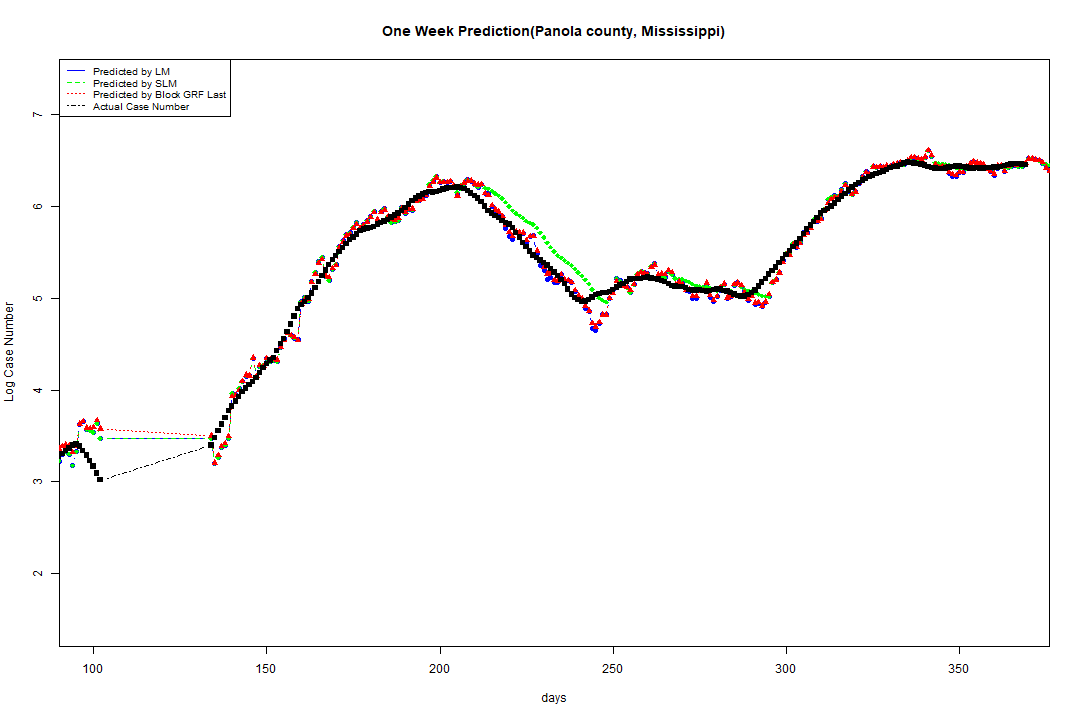 One Week Prediction(Panola county, Mississippi)
Predicted by LM
Predicted by SLM
Predicted by Block GRF Last
Actual Case Number
7
6
5
4
3
2
Log Case Number
100 150 200 250 300 350
days